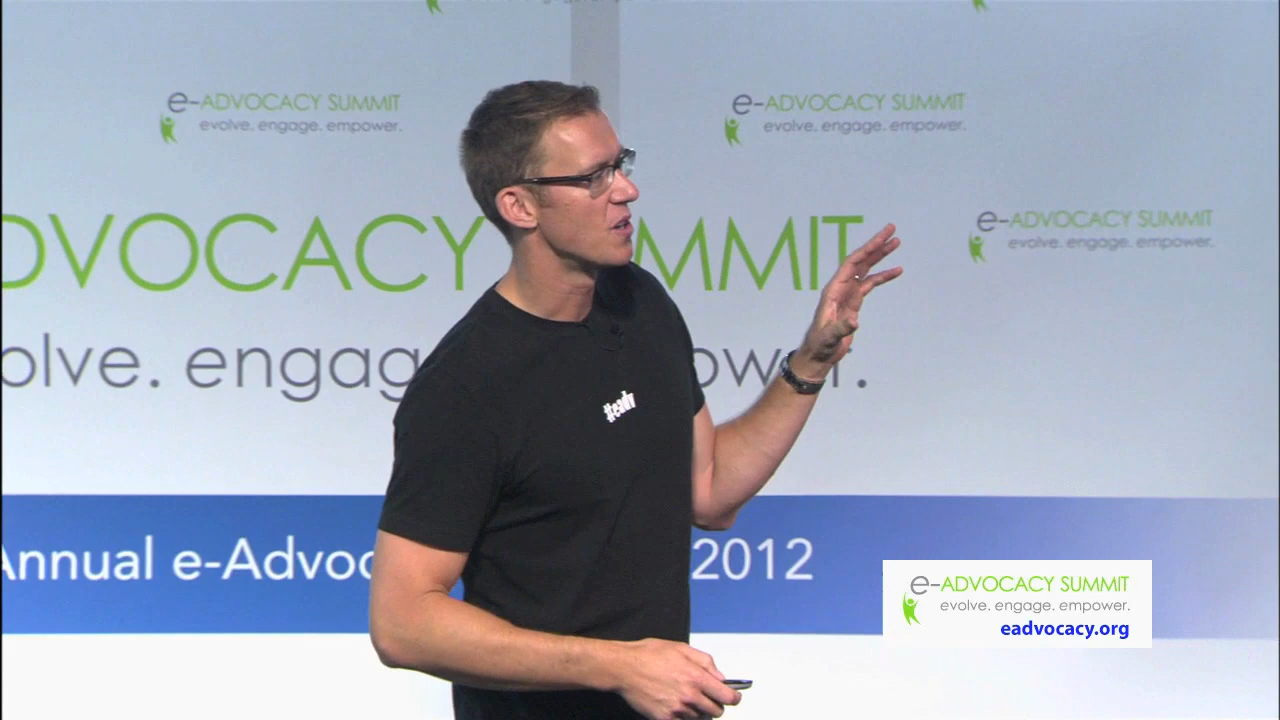 e-ADVOCACY SUMMIT
evolve. engage. empower.
e-ADVOCACY SUMMIT
evolve. engage. empower.
e-ADVOCACY SUMMIT
evolve. engage. empower.
DVOCACY MMIT
olve. engag ower.
#eadv
Annual e-Advoc 2012
e-ADVOCACY SUMMIT
evolve. engage. empower.
eadvocacy.org